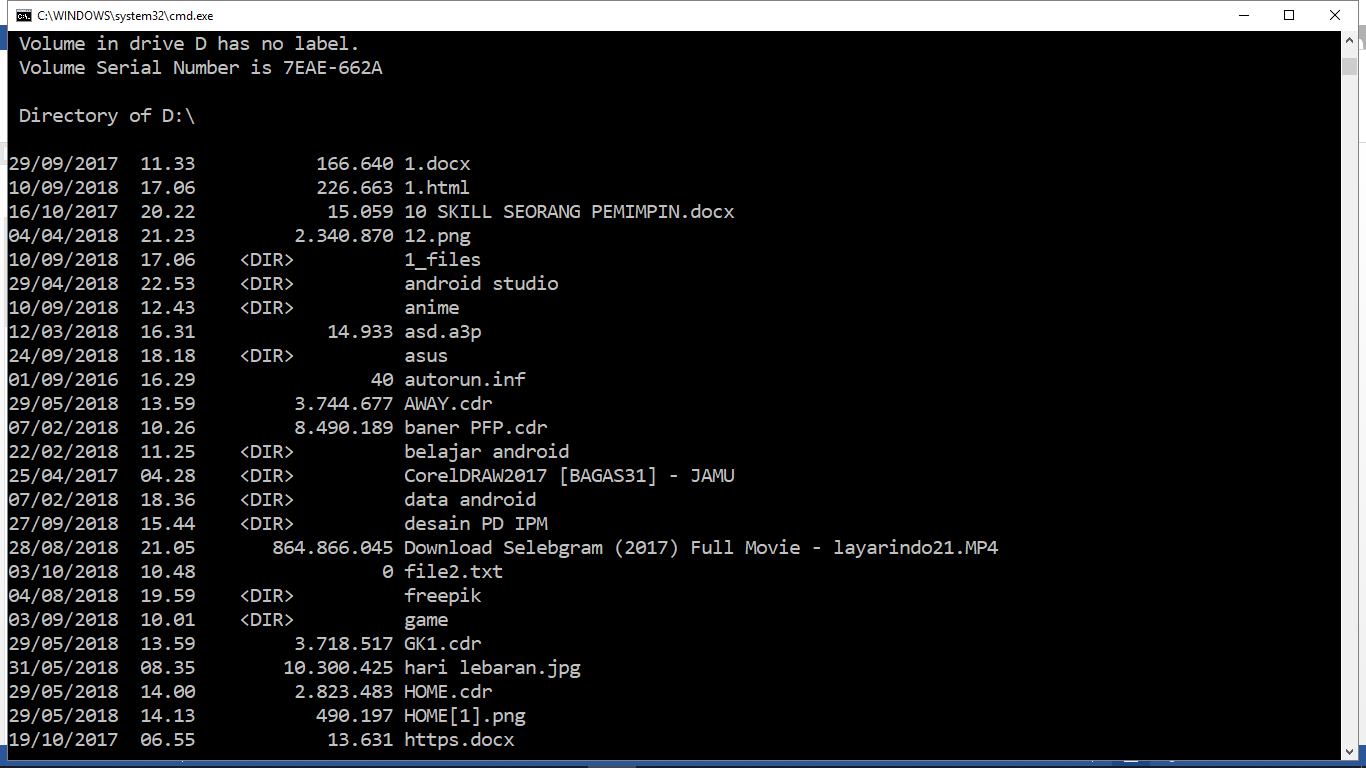 C:\WINDOWS\system32\cmd.exe
Volume in drive D has no label.
Volume Serial Number is 7EAE-662A
Directory of D:\
29/09/2017  11.33           166.640 1.docx
10/09/2018  17.06           226.663 1.html
16/10/2017  20.22            15.059 10 SKILL SEORANG PEMIMPIN.docx
04/04/2018  21.23         2.340.870 12.png
10/09/2018  17.06    <DIR>          1_files
29/04/2018  22.53    <DIR>          android studio
10/09/2018  12.43    <DIR>          anime
12/03/2018  16.31            14.933 asd.a3p
24/09/2018  18.18    <DIR>          asus
01/09/2016  16.29                40 autorun.inf
29/05/2018  13.59         3.744.677 AWAY.cdr
07/02/2018  10.26         8.490.189 baner PFP.cdr
22/02/2018  11.25    <DIR>          belajar android
25/04/2017  04.28    <DIR>          CorelDRAW2017 [BAGAS31] - JAMU
07/02/2018  18.36    <DIR>          data android
27/09/2018  15.44    <DIR>          desain PD IPM
28/08/2018  21.05       864.866.045 Download Selebgram (2017) Full Movie - layarindo21.MP4
03/10/2018  10.48                 0 file2.txt
04/08/2018  19.59    <DIR>          freepik
03/09/2018  10.01    <DIR>          game
29/05/2018  13.59         3.718.517 GK1.cdr
31/05/2018  08.35        10.300.425 hari lebaran.jpg
29/05/2018  14.00         2.823.483 HOME.cdr
29/05/2018  14.13           490.197 HOME[1].png
19/10/2017  06.55            13.631 https.docx